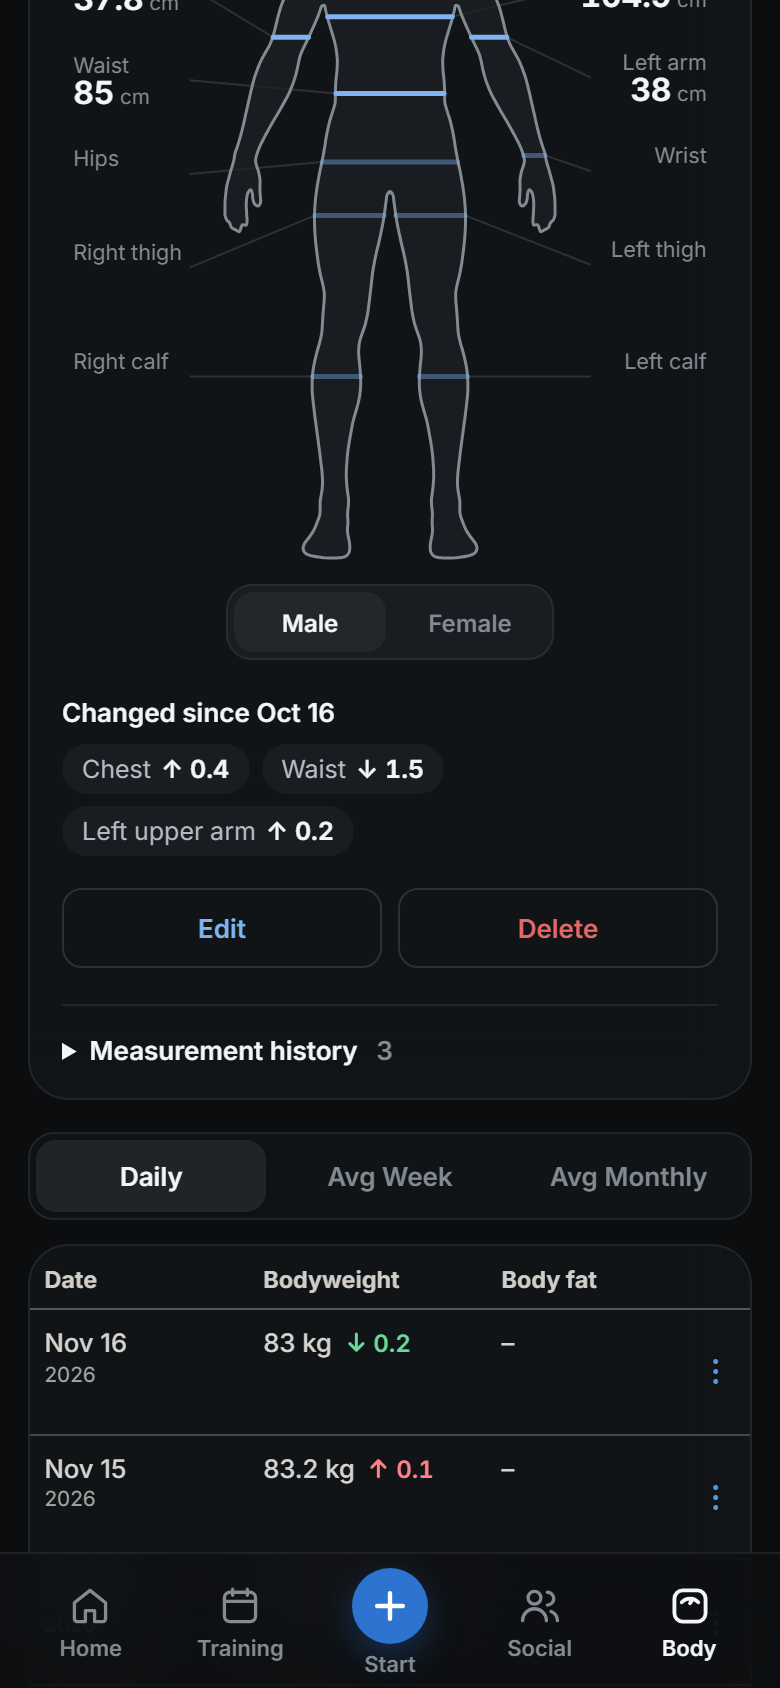 37.8 cm
Waist
85 cm
Left arm
38 cm
Hips
Wrist
Right thigh
Left thigh
Right calf
Left calf
Male
Female
Changed since Oct 16
Chest ↑ 0.4
Waist ↓ 1.5
Left upper arm ↑ 0.2
Edit
Delete
▶ Measurement history 3
Daily
Avg Week
Avg Monthly
Date
Bodyweight
Body fat
Nov 16
83 kg ↓ 0.2
–
2026
Nov 15
83.2 kg ↑ 0.1
–
2026
Home
Training
Start
Social
Body